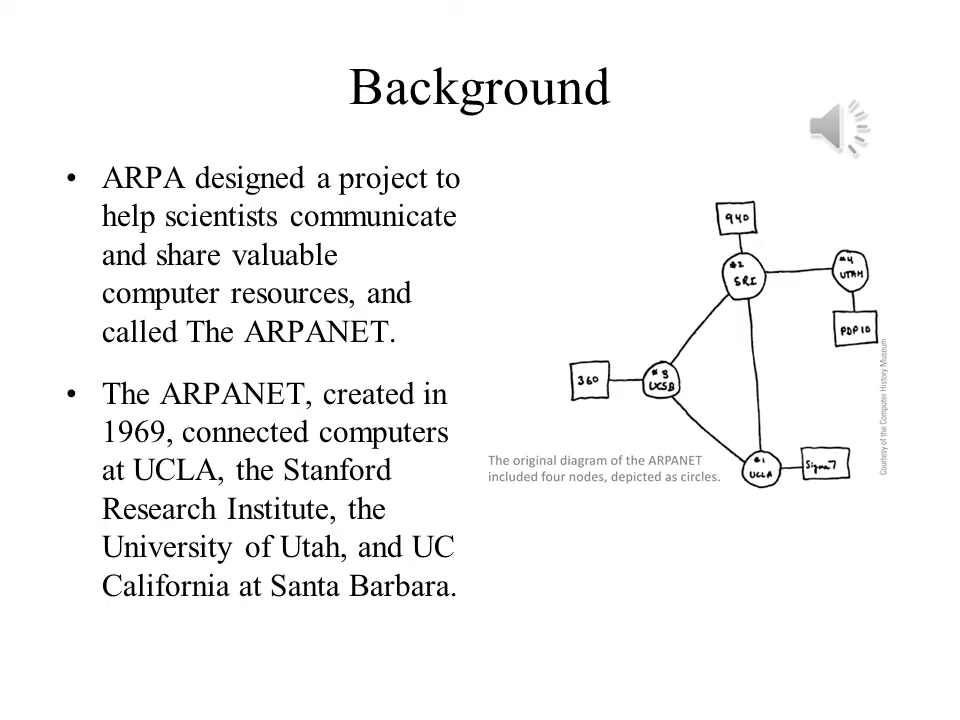 Background
• ARPA designed a project to
help scientists communicate
and share valuable
computer resources, and
called The ARPANET.
• The ARPANET, created in
1969, connected computers
at UCLA, the Stanford
Research Institute, the
University of Utah, and UC
California at Santa Barbara.
940
#2
SRI
#4
UTAH
PDP10
360
#3
UCSB
#1
UCLA
Sigma7
The original diagram of the ARPANET
included four nodes, depicted as circles.
Courtesy of the Computer History Museum